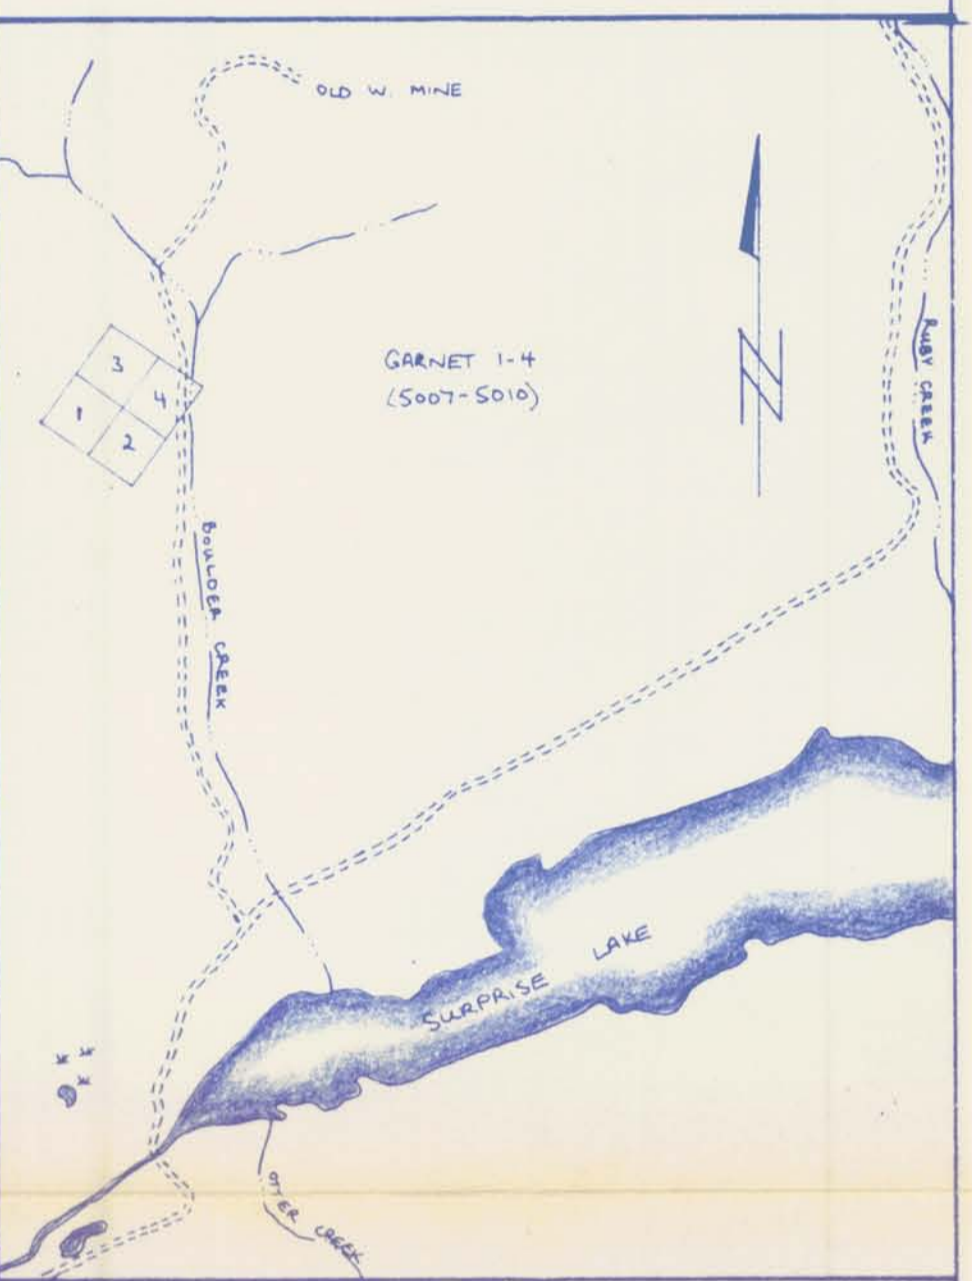 OLD W. MINE
GARNET 1-4
(5007-5010)
N
RUBY CREEK
3
4
1
2
BOULDER CREEK
SURPRISE LAKE
OTTER CREEK